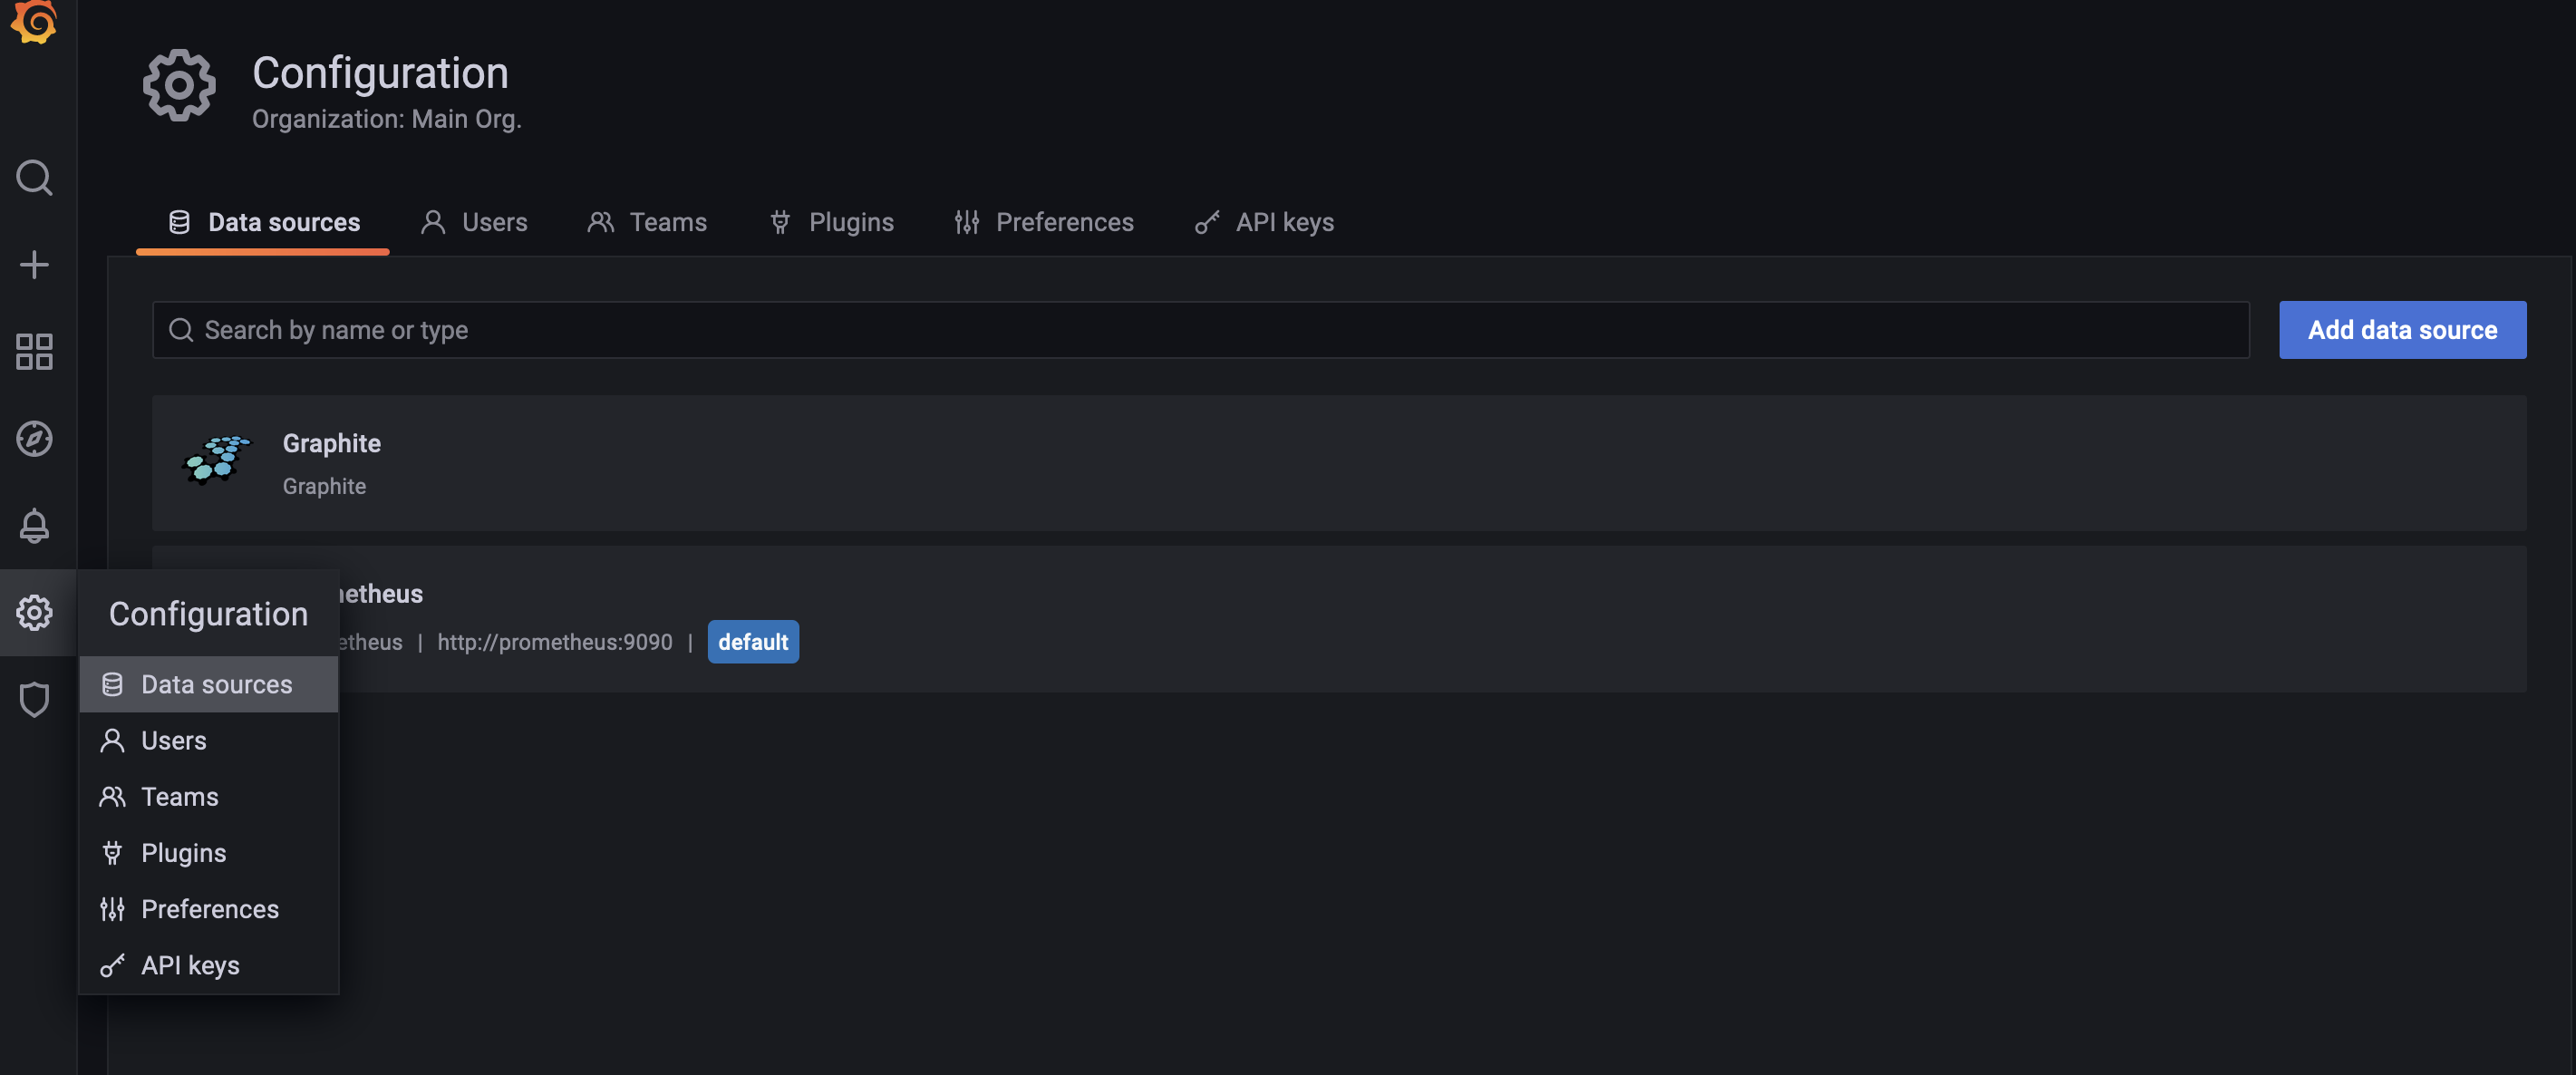 Configuration
Organization: Main Org.
Data sources
Users
Teams
Plugins
Preferences
API keys
Search by name or type
Add data source
Graphite
Graphite
etheus
etheus | http://prometheus:9090 | default
Configuration
Data sources
Users
Teams
Plugins
Preferences
API keys